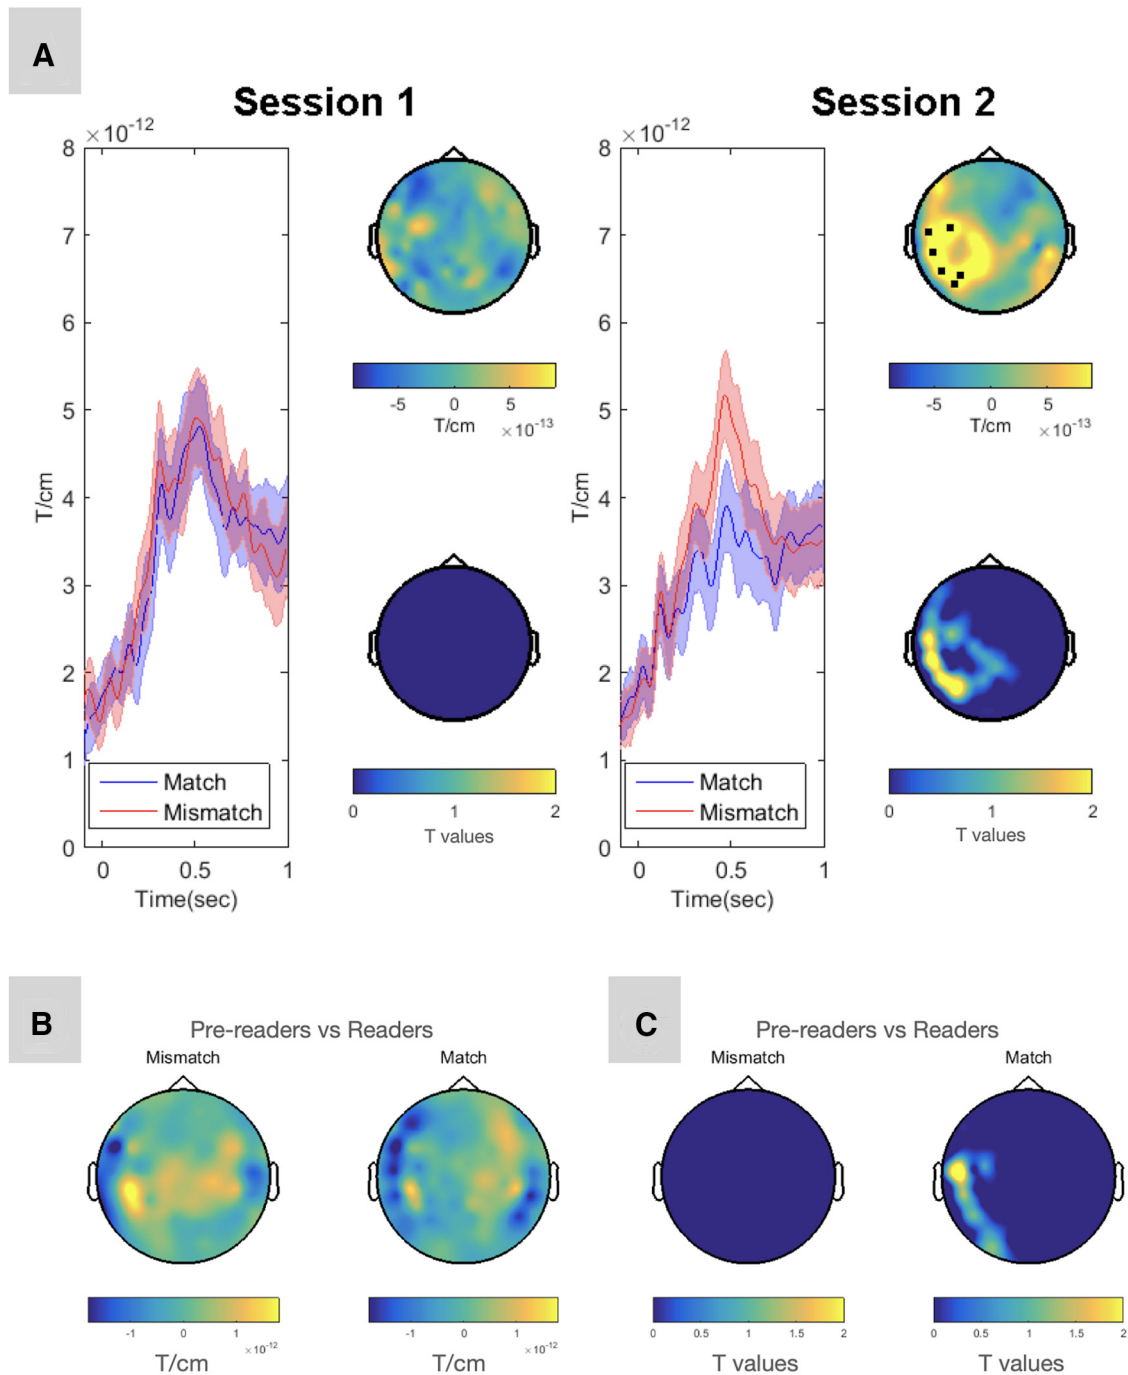 A
Session 1
Session 2
×10-12
8
7
6
5
4
3
2
1
0
T/cm
0
0.5
1
Time(sec)
Match
Mismatch
-5
0
5
T/cm
×10-13
0
1
2
T values
×10-12
8
7
6
5
4
3
2
1
0
T/cm
0
0.5
1
Time(sec)
Match
Mismatch
-5
0
5
T/cm
×10-13
0
1
2
T values
B
Pre-readers vs Readers
Mismatch
Match
-1
0
1
×10-12
T/cm
-1
0
1
×10-12
T/cm
C
Pre-readers vs Readers
Mismatch
Match
0
0.5
1
1.5
2
T values
0
0.5
1
1.5
2
T values